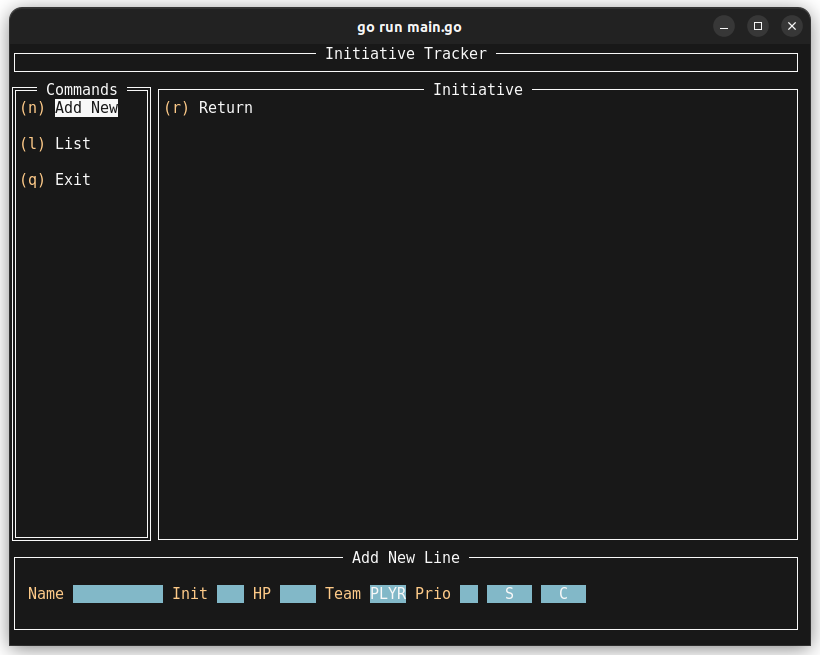 go run main.go
Initiative Tracker
Commands
(n) Add New
(l) List
(q) Exit
Initiative
(r) Return
Add New Line
Name Init HP Team PLYR Prio S C